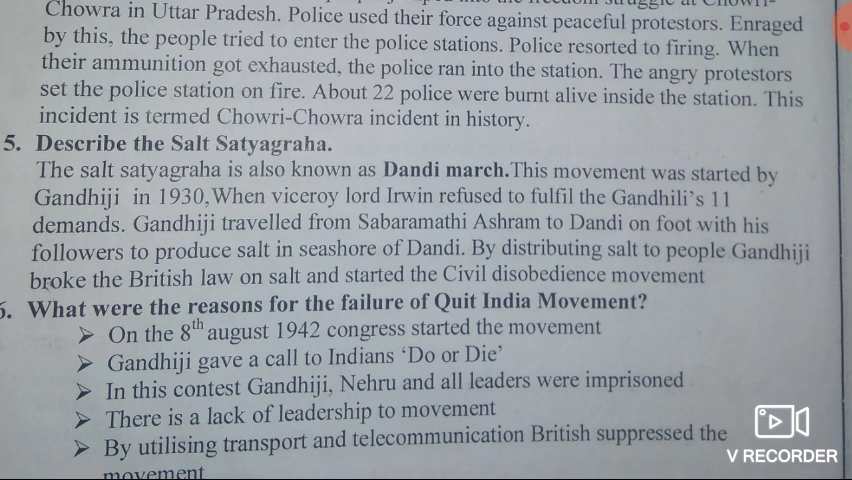 Chowra in Uttar Pradesh. Police used their force against peaceful protestors. Enraged
by this, the people tried to enter the police stations. Police resorted to firing. When
their ammunition got exhausted, the police ran into the station. The angry protestors
set the police station on fire. About 22 police were burnt alive inside the station. This
incident is termed Chowri-Chowra incident in history.
5. Describe the Salt Satyagraha.
The salt satyagraha is also known as Dandi march.This movement was started by
Gandhiji in 1930,When viceroy lord Irwin refused to fulfil the Gandhili's 11
demands. Gandhiji travelled from Sabaramathi Ashram to Dandi on foot with his
followers to produce salt in seashore of Dandi. By distributing salt to people Gandhiji
broke the British law on salt and started the Civil disobedience movement
6. What were the reasons for the failure of Quit India Movement?
➢ On the 8th august 1942 congress started the movement
➢ Gandhiji gave a call to Indians 'Do or Die'
➢ In this contest Gandhiji, Nehru and all leaders were imprisoned
➢ There is a lack of leadership to movement
➢ By utilising transport and telecommunication British suppressed the
movement
V RECORDER